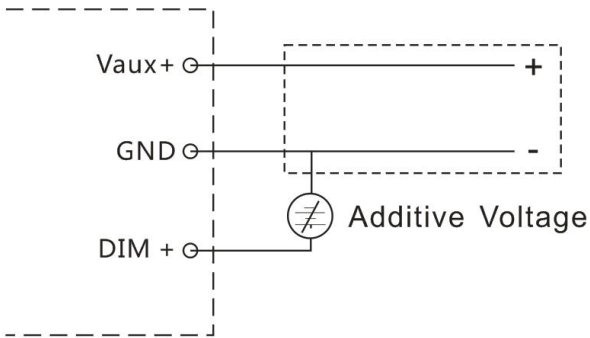 Vaux+ +
GND -
Additive Voltage
DIM +